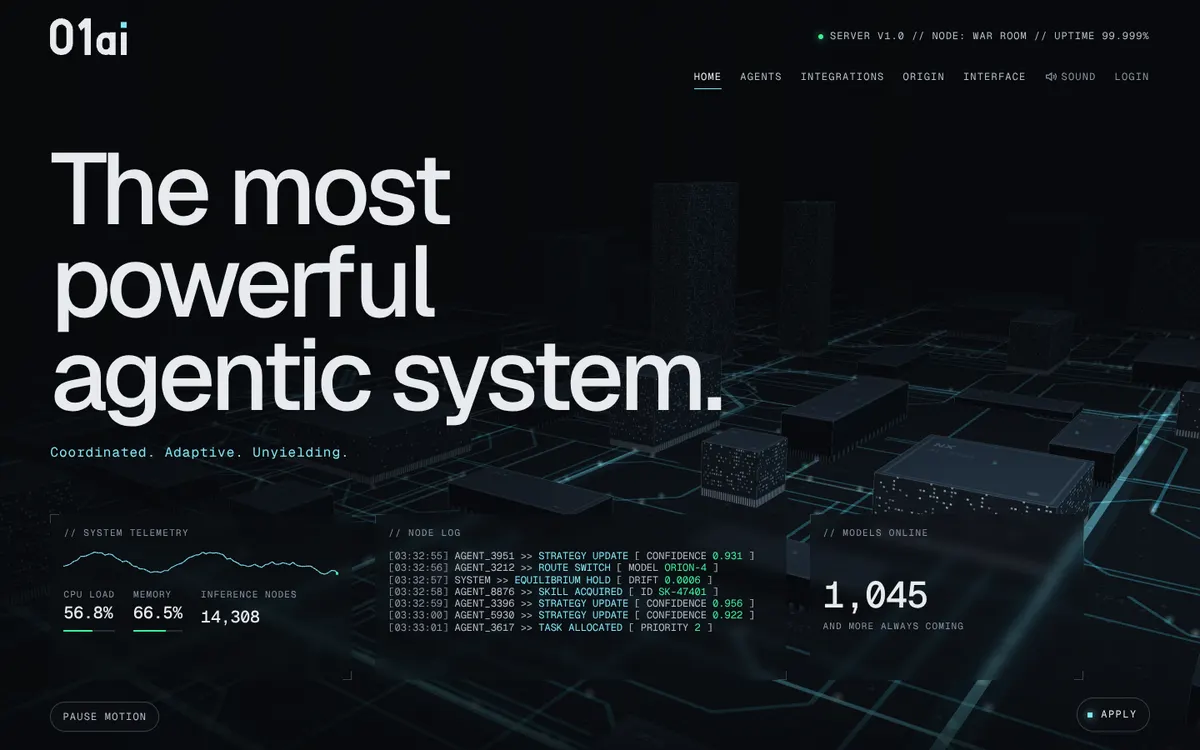 01ai
SERVER V1.0 // NODE: WAR ROOM // UPTIME 99.999%
HOME AGENTS INTEGRATIONS ORIGIN INTERFACE SOUND LOGIN
The most
powerful
agentic system.
Coordinated. Adaptive. Unyielding.
NX
// SYSTEM TELEMETRY
CPU LOAD MEMORY INFERENCE NODES
56.8% 66.5% 14,308
// NODE LOG
[03:32:55] AGENT_3951 >> STRATEGY UPDATE [ CONFIDENCE 0.931 ]
[03:32:56] AGENT_3212 >> ROUTE SWITCH [ MODEL ORION-4 ]
[03:32:57] SYSTEM >> EQUILIBRIUM HOLD [ DRIFT 0.0006 ]
[03:32:58] AGENT_8876 >> SKILL ACQUIRED [ ID SK-47401 ]
[03:32:59] AGENT_3396 >> STRATEGY UPDATE [ CONFIDENCE 0.956 ]
[03:33:00] AGENT_5930 >> STRATEGY UPDATE [ CONFIDENCE 0.922 ]
[03:33:01] AGENT_3617 >> TASK ALLOCATED [ PRIORITY 2 ]
// MODELS ONLINE
1,045
AND MORE ALWAYS COMING
PAUSE MOTION
APPLY